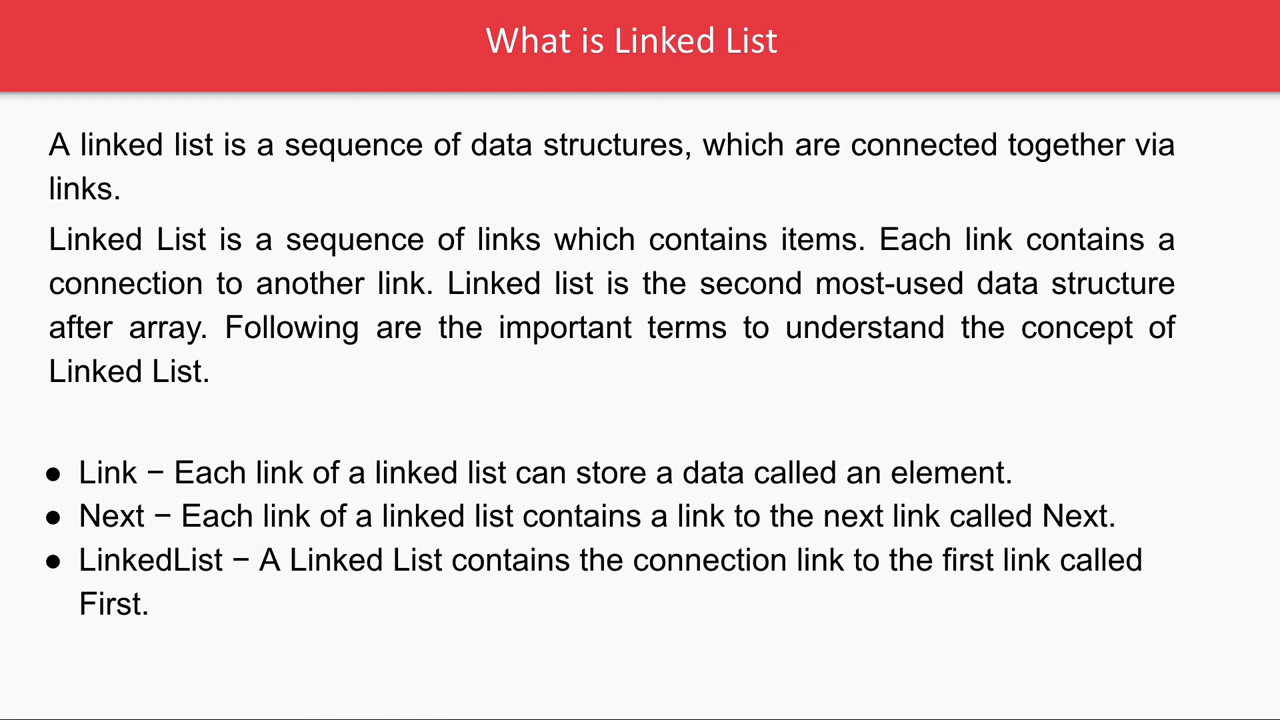 What is Linked List
A linked list is a sequence of data structures, which are connected together via
links.
Linked List is a sequence of links which contains items. Each link contains a
connection to another link. Linked list is the second most-used data structure
after array. Following are the important terms to understand the concept of
Linked List.
● Link − Each link of a linked list can store a data called an element.
● Next − Each link of a linked list contains a link to the next link called Next.
● LinkedList − A Linked List contains the connection link to the first link called
First.